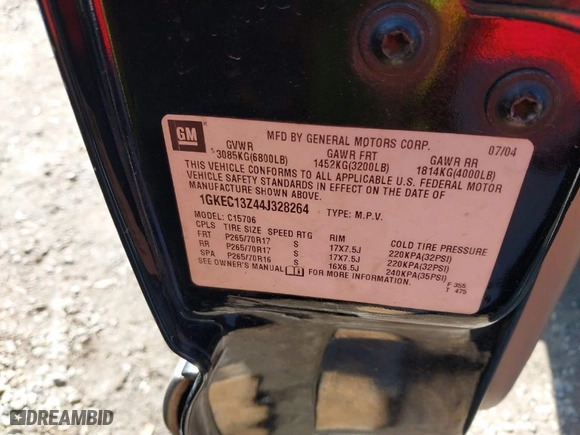 GM
MFD BY GENERAL MOTORS CORP. 07/04
GVWR GAWR FRT GAWR RR
3085KG(6800LB) 1452KG(3200LB) 1814KG(4000LB)
THIS VEHICLE CONFORMS TO ALL APPLICABLE U.S. FEDERAL MOTOR
VEHICLE SAFETY STANDARDS IN EFFECT ON THE DATE OF
MANUFACTURE SHOWN ABOVE.
1GKEC13Z44J328264 TYPE: M.P.V.
MODEL: C15706
CPLS TIRE SIZE SPEED RTG RIM COLD TIRE PRESSURE
FRT P265/70R17 S 17X7.5J 220KPA(32PSI)
RR P265/70R17 S 17X7.5J 220KPA(32PSI)
SPA P265/70R16 S 16X6.5J 240KPA(35PSI)
SEE OWNER'S MANUAL FOR MORE INFORMATION.
F 355
T 475
DREAMBID